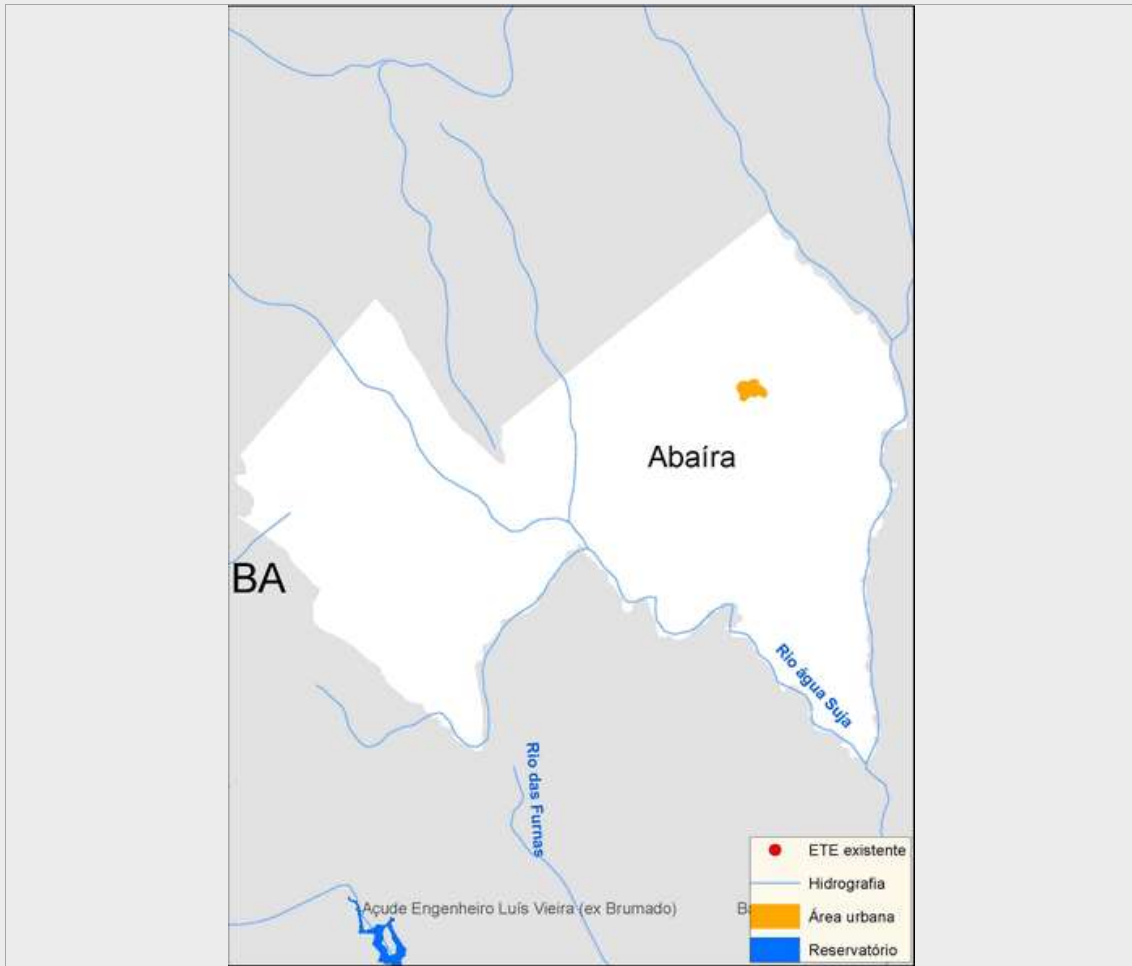 Abaíra
BA
Rio água Suja
Rio das Furnas
Açude Engenheiro Luís Vieira (ex Brumado)
ETE existente
Hidrografia
Área urbana
Reservatório